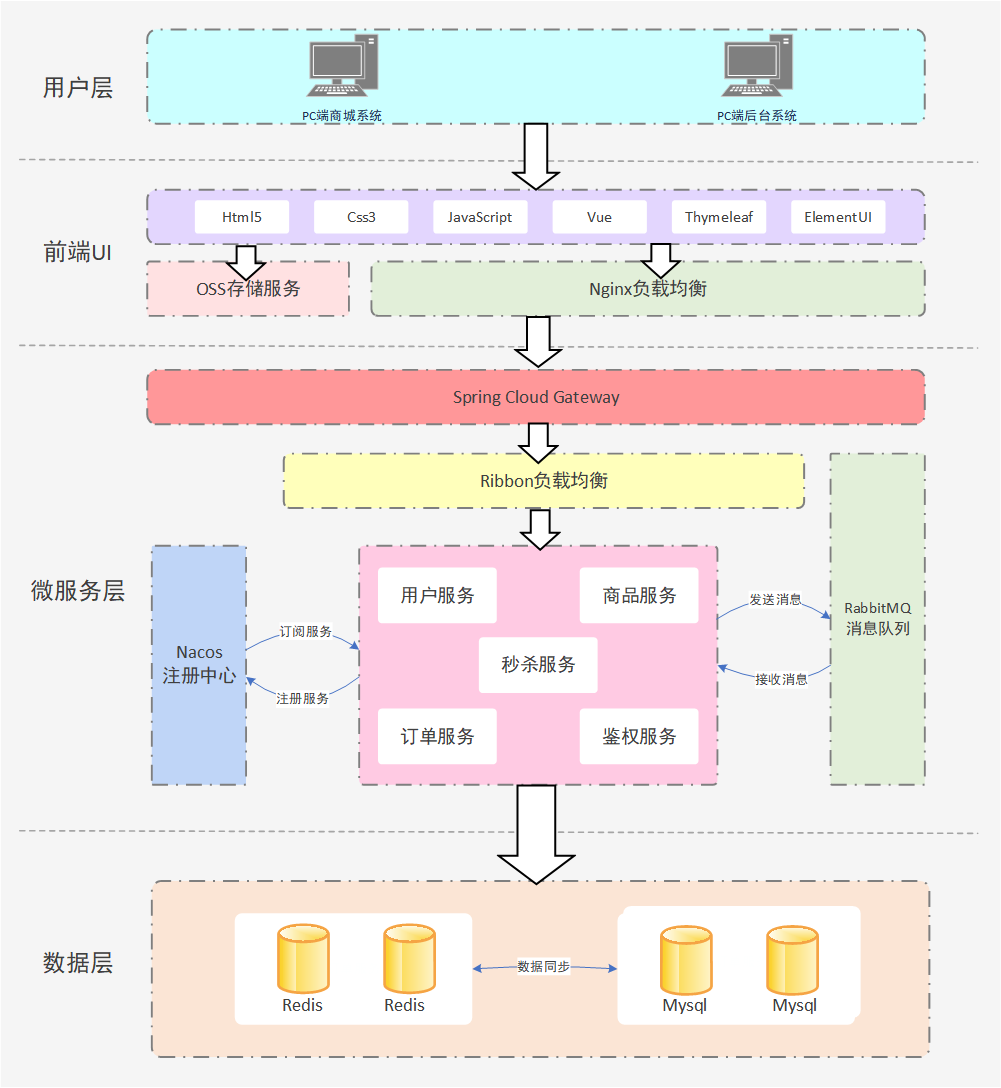 用户层
PC端商城系统
PC端后台系统
前端UI
Html5
Css3
JavaScript
Vue
Thymeleaf
ElementUI
OSS存储服务
Nginx负载均衡
微服务层
Spring Cloud Gateway
Ribbon负载均衡
Nacos
注册中心
订阅服务
注册服务
用户服务
商品服务
秒杀服务
订单服务
鉴权服务
发送消息
接收消息
RabbitMQ
消息队列
数据层
Redis
Redis
数据同步
Mysql
Mysql